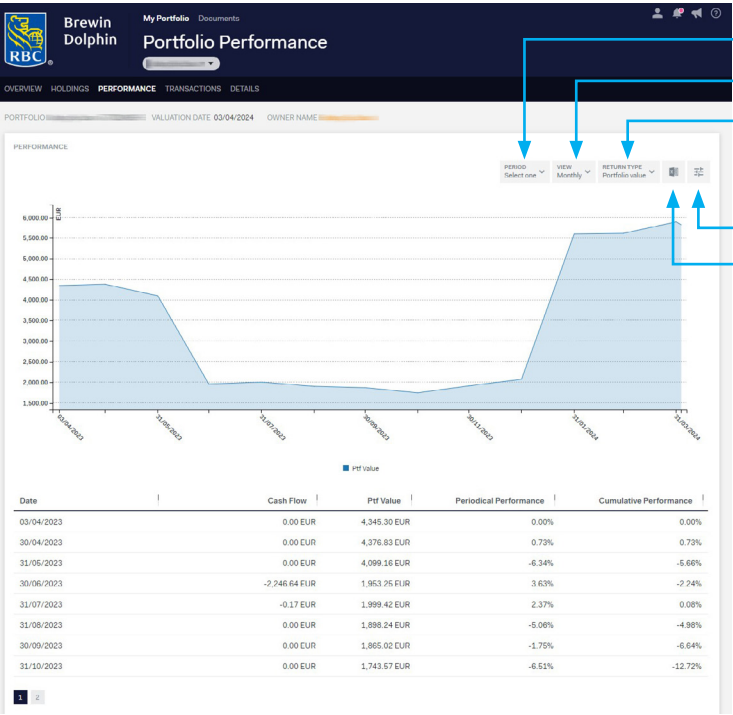 RBC
Brewin
Dolphin
My Portfolio Documents
Portfolio Performance
OVERVIEW HOLDINGS PERFORMANCE TRANSACTIONS DETAILS
PORTFOLIO VALUATION DATE 03/04/2024 OWNER NAME
PERFORMANCE
PERIOD VIEW RETURN TYPE
Select one Monthly Portfolio value
EUR
6,000.00
5,500.00
5,000.00
4,500.00
4,000.00
3,500.00
3,000.00
2,500.00
2,000.00
1,500.00
03/04/2023 31/05/2023 31/07/2023 30/09/2023 30/11/2023 31/01/2024 31/03/2024
Ptf Value
Date Cash Flow Ptf Value Periodical Performance Cumulative Performance
03/04/2023 0.00 EUR 4,345.30 EUR 0.00% 0.00%
30/04/2023 0.00 EUR 4,376.83 EUR 0.73% 0.73%
31/05/2023 0.00 EUR 4,099.16 EUR -6.34% -5.66%
30/06/2023 -2,246.64 EUR 1,953.25 EUR 3.63% -2.24%
31/07/2023 -0.17 EUR 1,999.42 EUR 2.37% 0.08%
31/08/2023 0.00 EUR 1,898.24 EUR -5.06% -4.98%
30/09/2023 0.00 EUR 1,865.02 EUR -1.75% -6.64%
31/10/2023 0.00 EUR 1,743.57 EUR -6.51% -12.72%
1 2